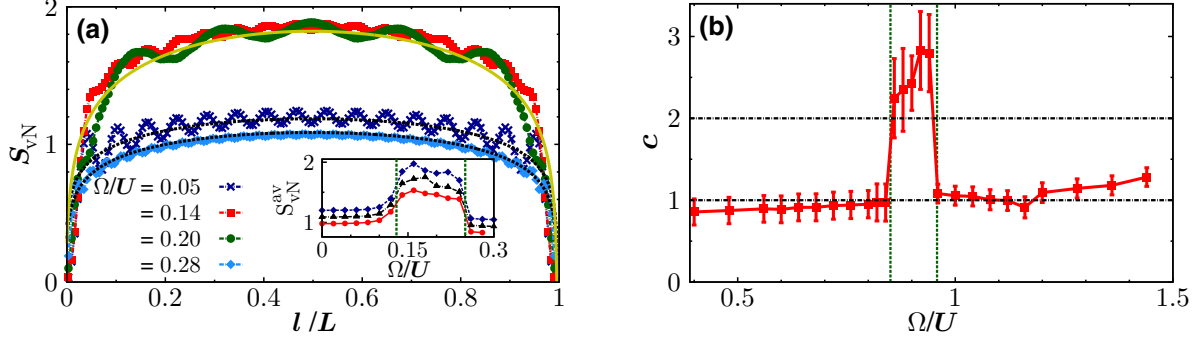 (a)
2
1
0
S_vN
Ω/U = 0.05
= 0.14
= 0.20
= 0.28
S^av_vN
2
1
0 0.15 0.3
Ω/U
0 0.2 0.4 0.6 0.8 1
l/L
(b)
3
2
1
0
c
0.5 1 1.5
Ω/U